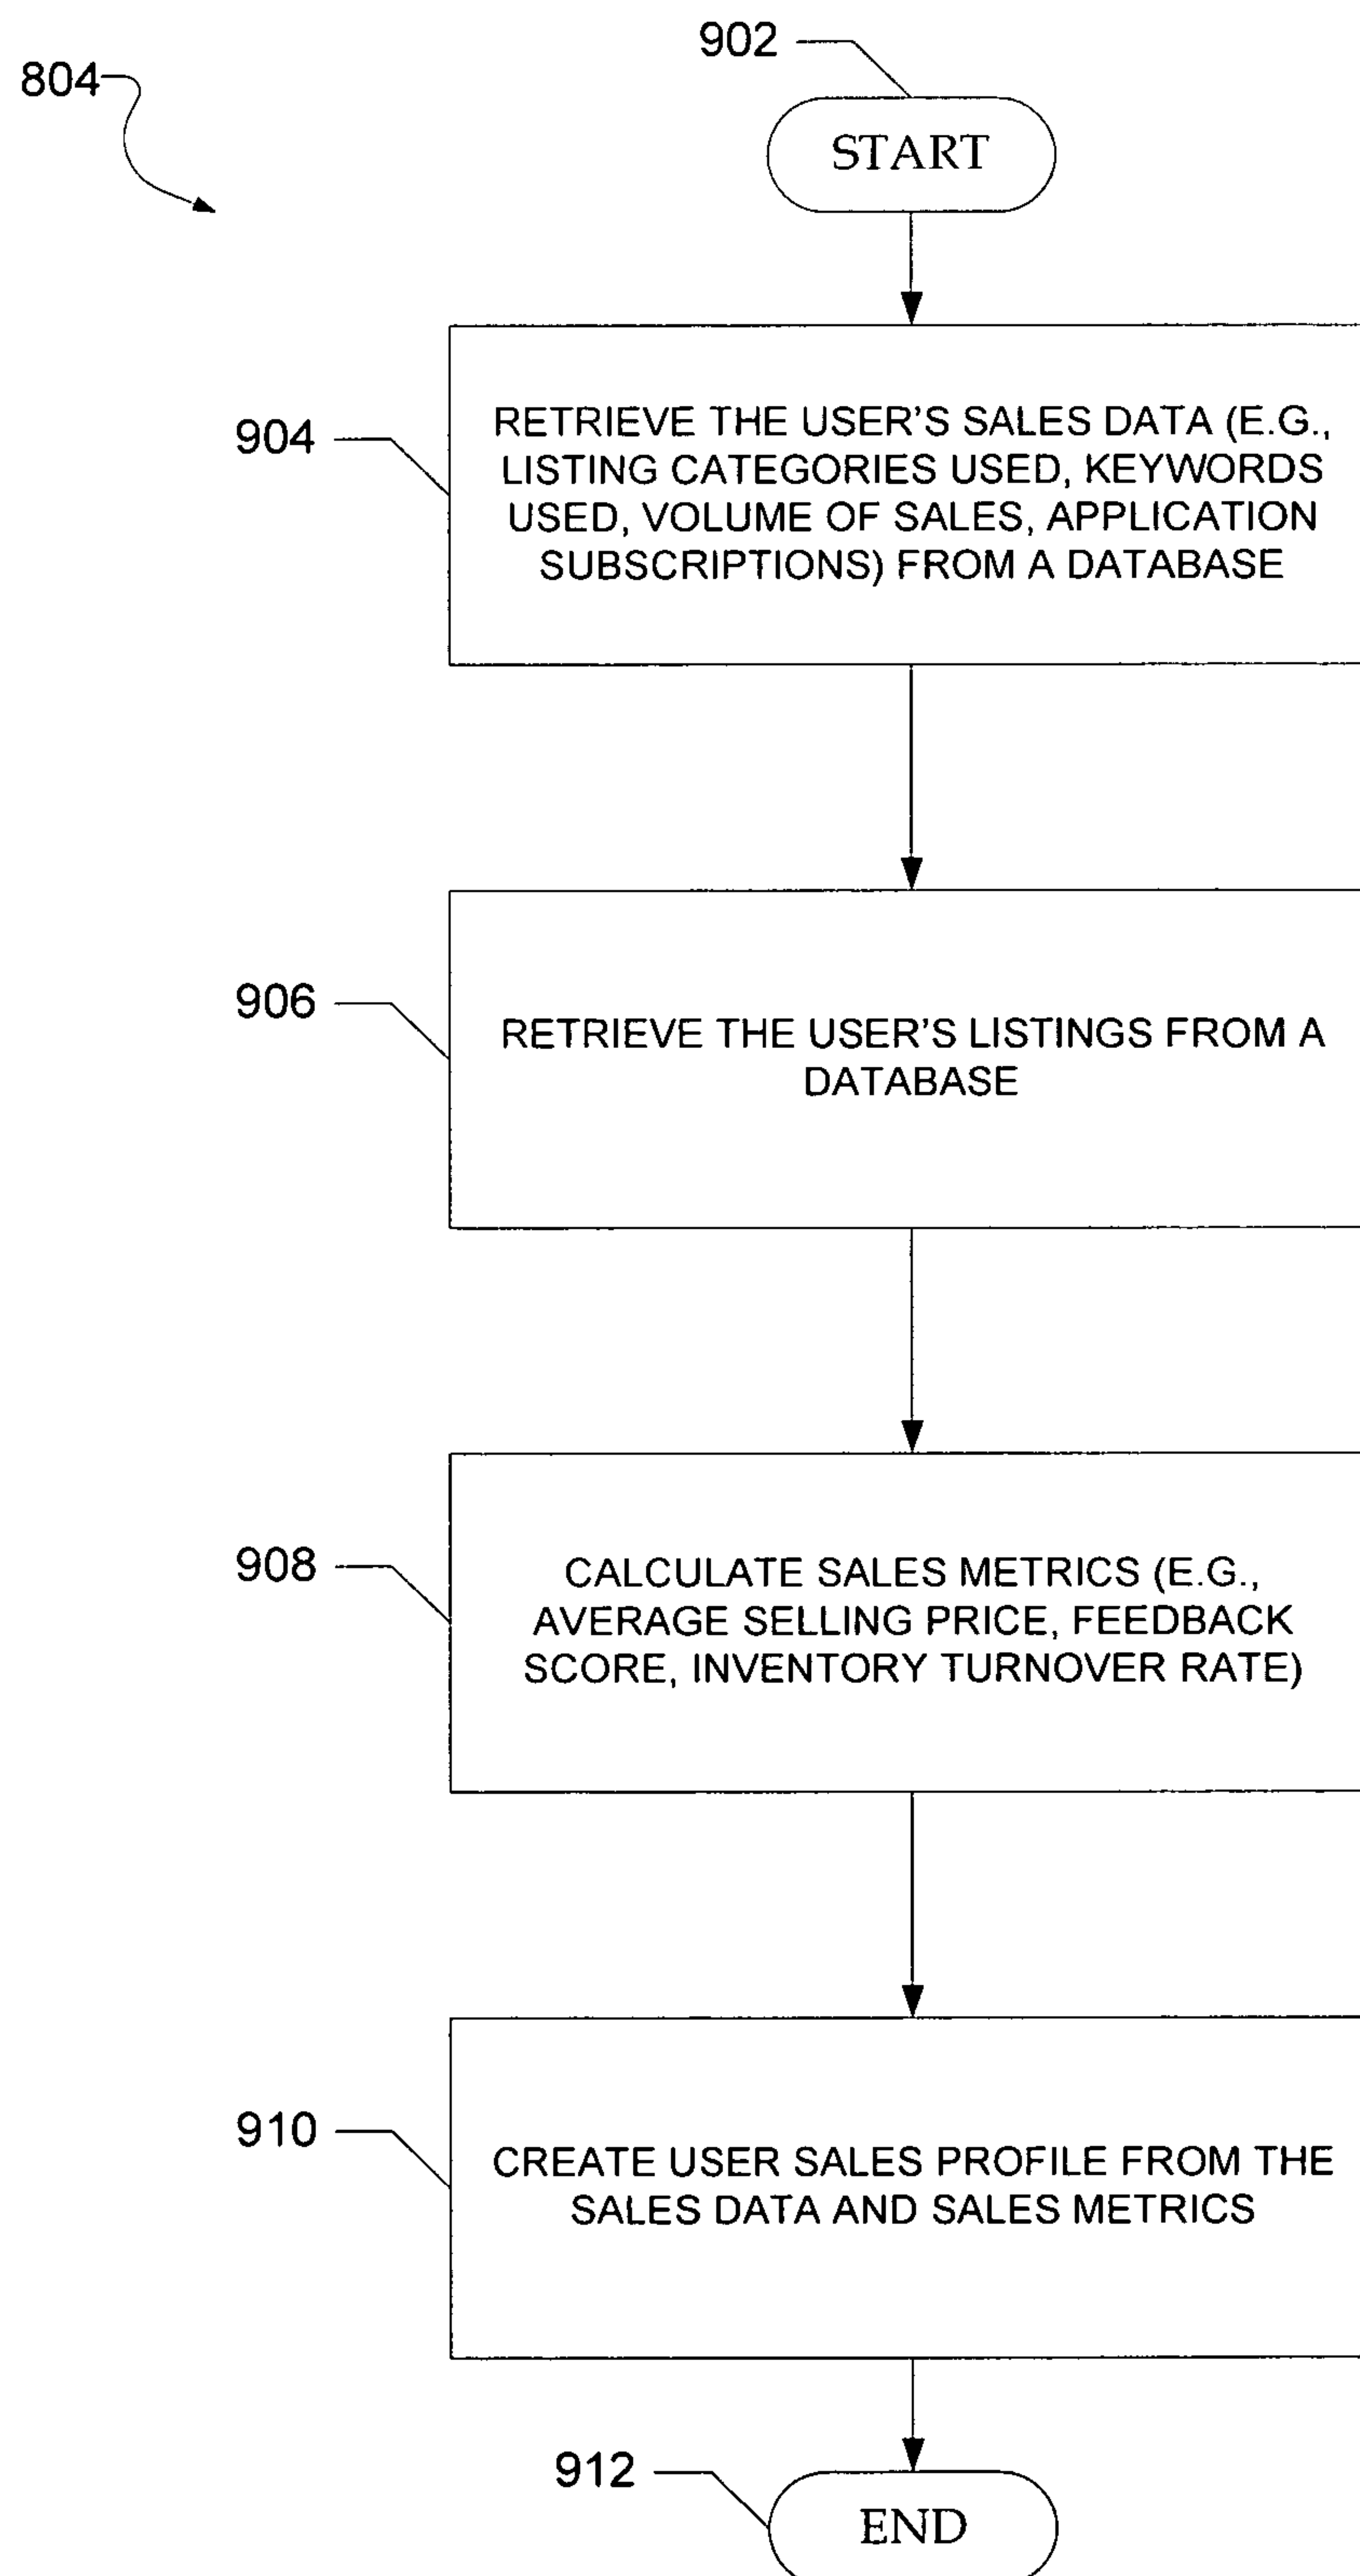 902
804
START
904
RETRIEVE THE USER'S SALES DATA (E.G.,
LISTING CATEGORIES USED, KEYWORDS
USED, VOLUME OF SALES, APPLICATION
SUBSCRIPTIONS) FROM A DATABASE
906
RETRIEVE THE USER'S LISTINGS FROM A
DATABASE
908
CALCULATE SALES METRICS (E.G.,
AVERAGE SELLING PRICE, FEEDBACK
SCORE, INVENTORY TURNOVER RATE)
910
CREATE USER SALES PROFILE FROM THE
SALES DATA AND SALES METRICS
912
END